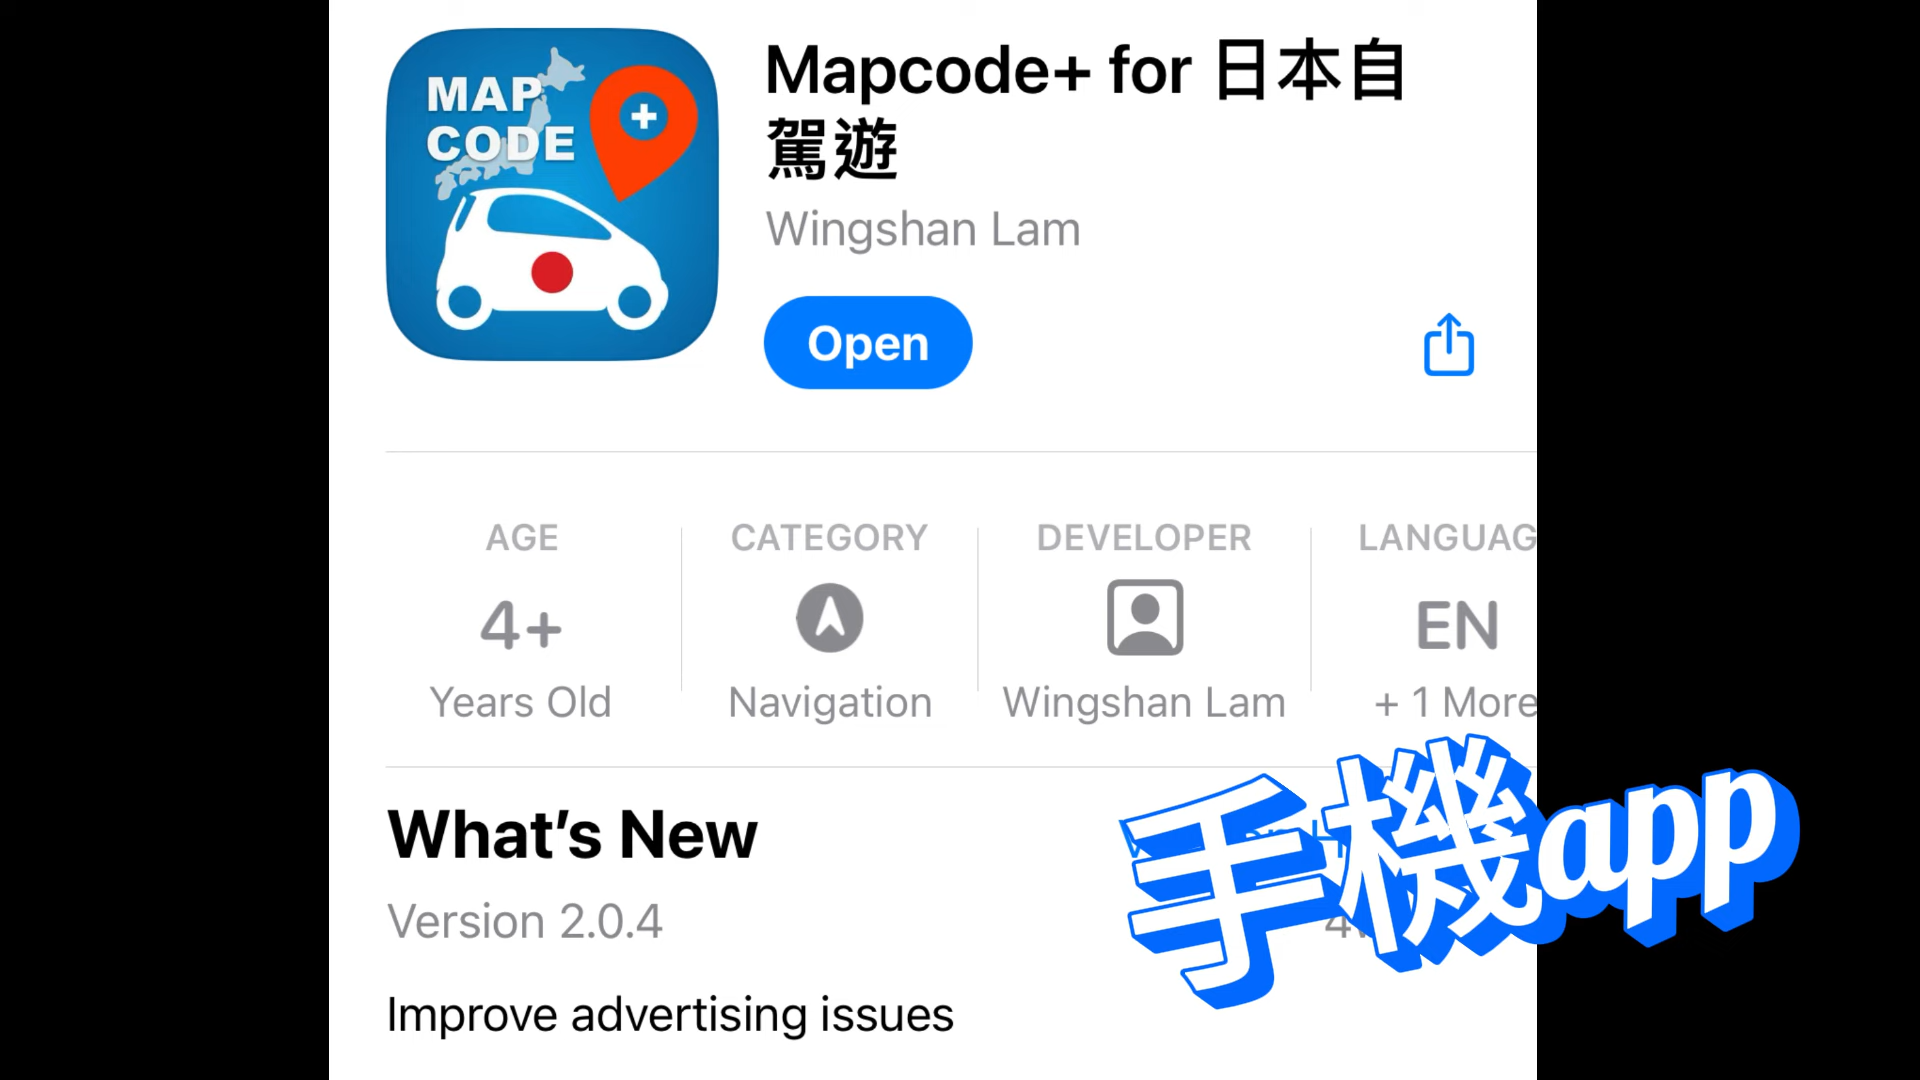 MAP
CODE
Mapcode+ for 日本自
駕遊
Wingshan Lam
Open
AGE
CATEGORY
DEVELOPER
LANGUAG
4+
EN
Years Old
Navigation
Wingshan Lam
+ 1 More
What's New
Version 2.0.4
Improve advertising issues
手機app